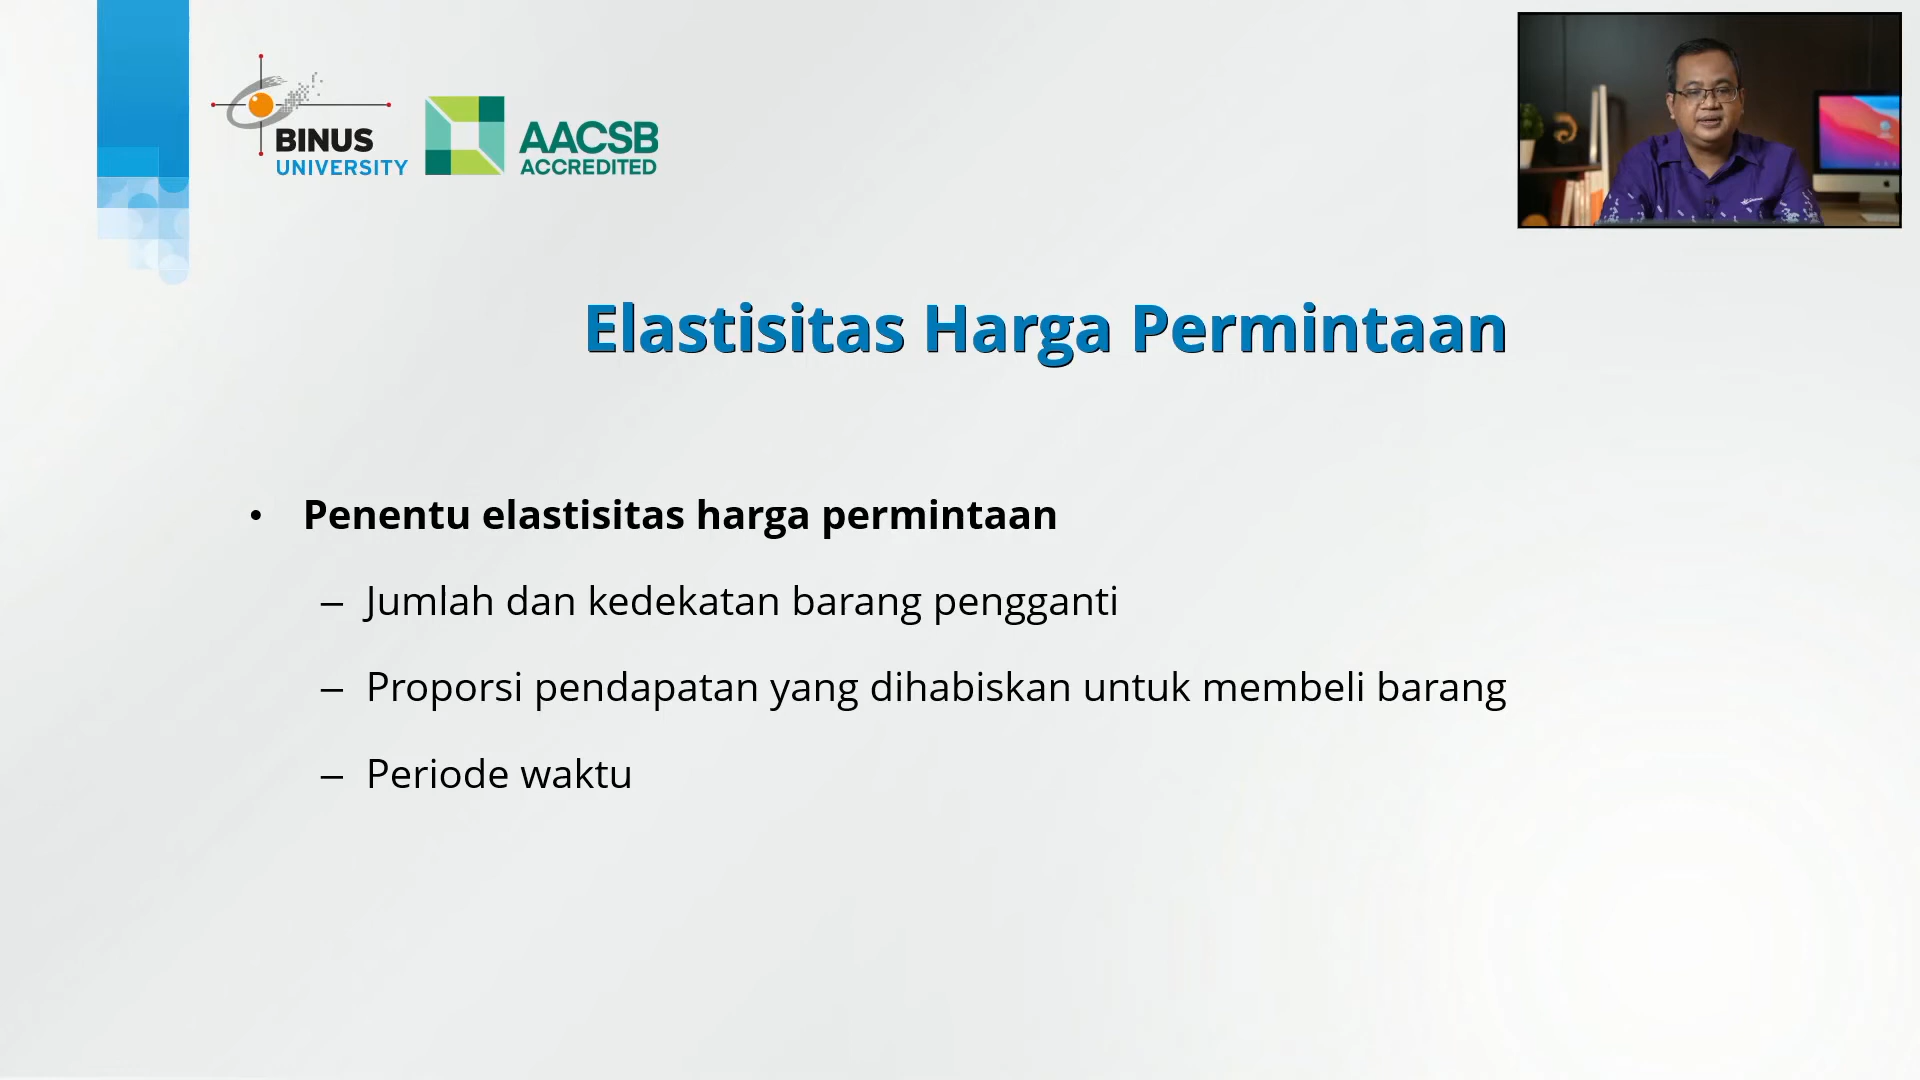 BINUS
UNIVERSITY
AACSB
ACCREDITED
Elastisitas Harga Permintaan
• Penentu elastisitas harga permintaan
– Jumlah dan kedekatan barang pengganti
– Proporsi pendapatan yang dihabiskan untuk membeli barang
– Periode waktu